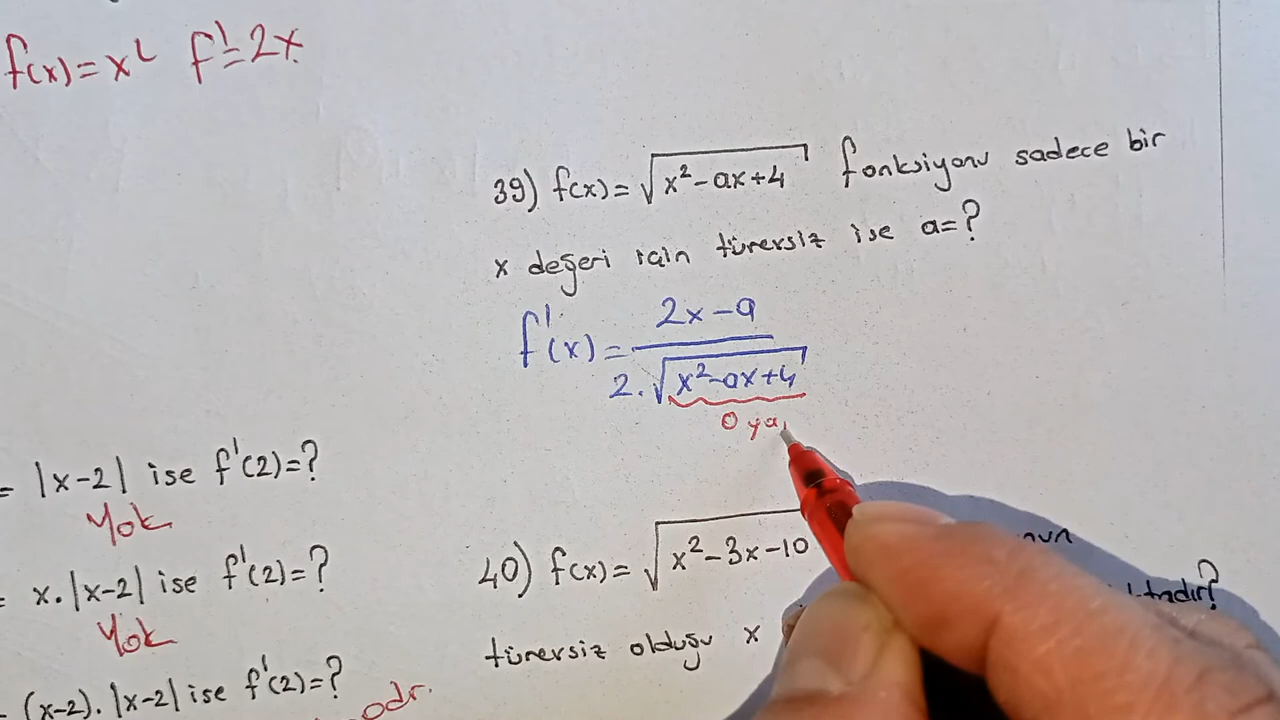 f(x)=x² f'=2x
39) f(x)=√(x²-ax+4) fonksiyonu sadece bir
x değeri için türevsiz ise a=?
f'(x)= (2x-a)/(2.√(x²-ax+4))
0 ya
= |x-2| ise f'(2)=?
Yok
= x.|x-2| ise f'(2)=?
Yok
= (x-2).|x-2| ise f'(2)=?
40) f(x)=√(x²-3x-10)
türevsiz olduğu x